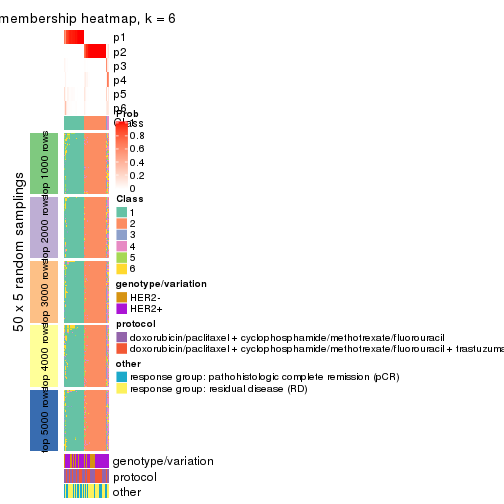 membership heatmap, k = 6
p1
p2
p3
p4
p5
p6
Class
Prob
1
0.8
0.6
0.4
0.2
0
Class
1
2
3
4
5
6
genotype/variation
HER2-
HER2+
protocol
doxorubicin/paclitaxel + cyclophosphamide/methotrexate/fluorouracil
doxorubicin/paclitaxel + cyclophosphamide/methotrexate/fluorouracil + trastuzuma
other
response group: pathohistologic complete remission (pCR)
response group: residual disease (RD)
50 x 5 random samplings
top 1000 rows
top 2000 rows
top 3000 rows
top 4000 rows
top 5000 rows
genotype/variation
protocol
other